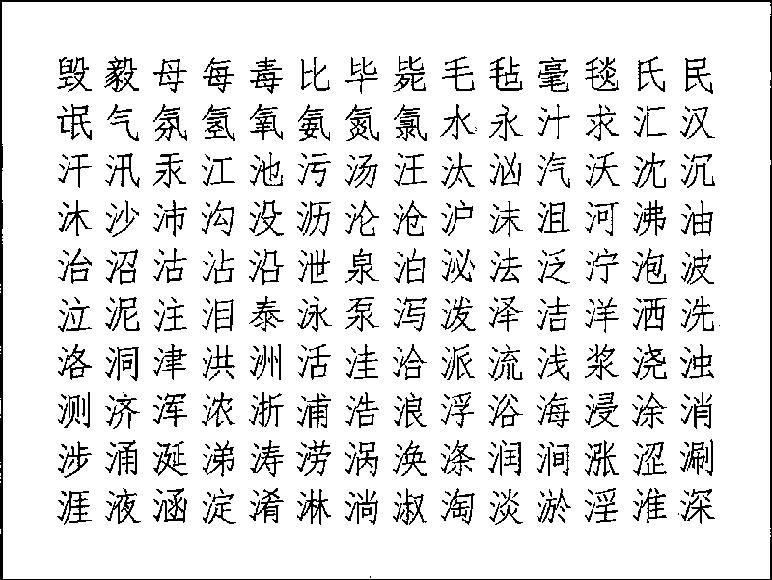 毁毅母每毒比毕毙毛毡毫毯氏民
氓气氛氢氧氨氮氯水永汁求汇汉
汗汛汞江池污汤汪汰汹汽沃沈沉
沐沙沛沟没沥沦沧沪沫沮河沸油
治沼沽沾沿泄泉泊泌法泛泞泡波
泣泥注泪泰泳泵泻泼泽洁洋洒洗
洛洞津洪洲活洼洽派流浅浆浇浊
测济浑浓浙浦浩浪浮浴海浸涂消
涉涌涎涕涛涝涡涣涤润涧涨涩涮
涯液涵淀淆淋淌淑淘淡淤淫淮深